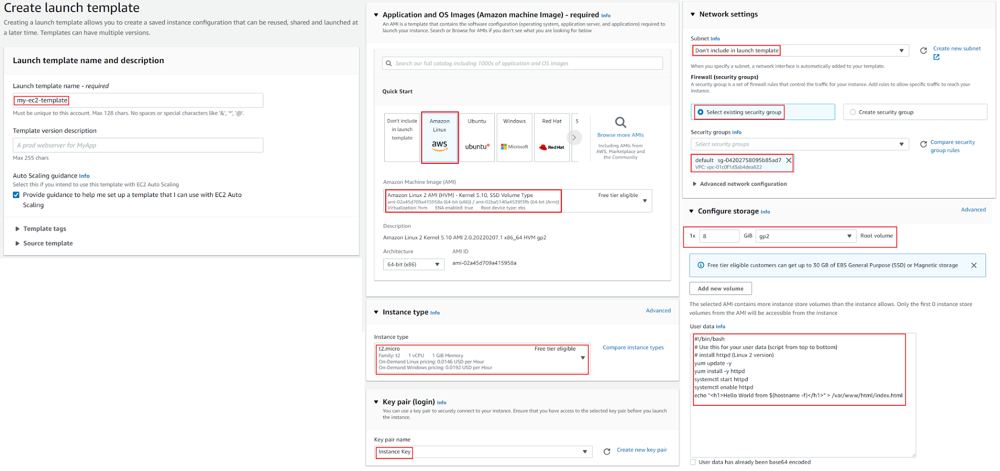 Create launch template
Creating a launch template allows you to create a saved instance configuration that can be reused, shared and launched at
a later time. Templates can have multiple versions.
Launch template name and description
Launch template name - required
my-ec2-template
Must be unique to this account. Max 128 chars. No spaces or special characters like '&', '*', '@'.
Template version description
A prod webserver for MyApp
Max 255 chars
Auto Scaling guidance Info
Select this if you intend to use this template with EC2 Auto Scaling
Provide guidance to help me set up a template that I can use with EC2 Auto
Scaling
Template tags
Source template
Application and OS Images (Amazon machine Image) - required Info
An AMI is a template that contains the software configuration (operating system, application server, and applications) required to
launch your instance. Search or Browse for AMIs if you don't see what you are looking for below
Search our full catalog including 1000s of application and OS images
Quick Start
Don't include
in launch
template
Amazon
Linux
aws
Ubuntu
ubuntu
Windows
Microsoft
Red Hat
Red Hat
S
Browse more AMIs
Including AMIs from
AWS, Marketplace and
the Community
Amazon Machine Image (AMI)
Amazon Linux 2 AMI (HVM) - Kernel 5.10, SSD Volume Type Free tier eligible
ami-02a45d709a415958a (64-bit (x86)) / ami-02ba5140a4539f3fb (64-bit (Arm))
Virtualization: hvm ENA enabled: true Root device type: ebs
Description
Amazon Linux 2 Kernel 5.10 AMI 2.0.20220207.1 x86_64 HVM gp2
Architecture AMI ID
64-bit (x86) ami-02a45d709a415958a
Instance type Info Advanced
Instance type
t2.micro Free tier eligible
Family: t2 1 vCPU 1 GiB Memory
On-Demand Linux pricing: 0.0146 USD per Hour
On-Demand Windows pricing: 0.0192 USD per Hour
Compare instance types
Key pair (login) Info
You can use a key pair to securely connect to your instance. Ensure that you have access to the selected key pair before you launch
the instance.
Key pair name
Instance Key
Create new key pair
Network settings
Subnet Info
Don't include in launch template
Create new subnet
When you specify a subnet, a network interface is automatically added to your template.
Firewall (security groups)
A security group is a set of firewall rules that control the traffic for your instance. Add rules to allow specific traffic to reach your
instance.
Select existing security group
Create security group
Security groups Info
Select security groups
Compare security
group rules
default sg-04202758095b85ad7
VPC: vpc-01c0f1d3ab4dea822
Advanced network configuration
Configure storage Info Advanced
1x 8 GiB gp2 Root volume
Free tier eligible customers can get up to 30 GB of EBS General Purpose (SSD) or Magnetic storage
Add new volume
The selected AMI contains more instance store volumes than the instance allows. Only the first 0 instance store
volumes from the AMI will be accessible from the instance
User data Info
#!/bin/bash
# Use this for your user data (script from top to bottom)
# install httpd (Linux 2 version)
yum update -y
yum install -y httpd
systemctl start httpd
systemctl enable httpd
echo "<h1>Hello World from $(hostname -f)</h1>" > /var/www/html/index.html
User data has already been base64 encoded